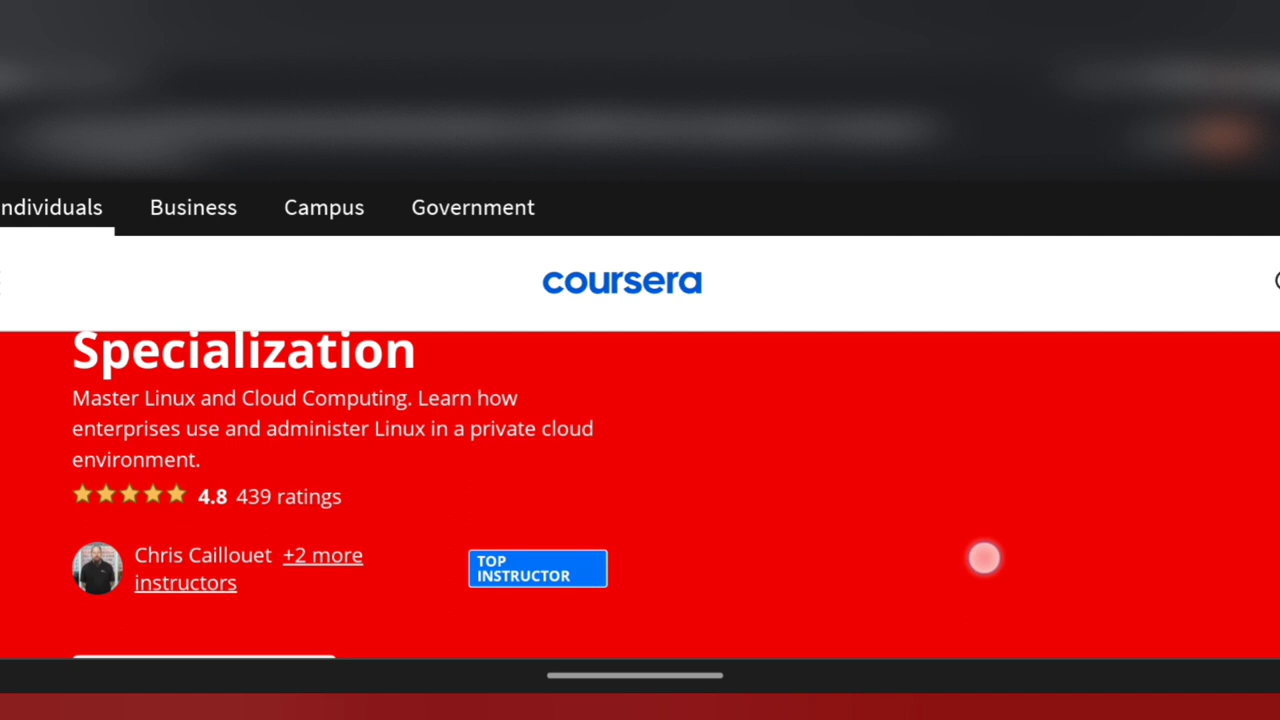 ndividuals Business Campus Government
coursera
Specialization
Master Linux and Cloud Computing. Learn how
enterprises use and administer Linux in a private cloud
environment.
4.8 439 ratings
Chris Caillouet +2 more
instructors
TOP
INSTRUCTOR